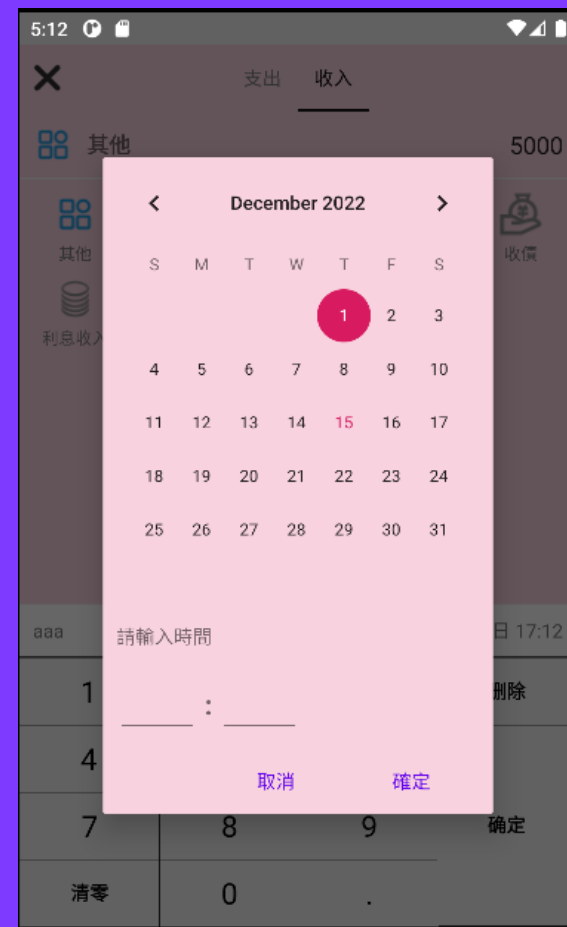 5:12
支出 收入
其他 5000
其他 收債
利息收入
December 2022
S M T W T F S
1 2 3
4 5 6 7 8 9 10
11 12 13 14 15 16 17
18 19 20 21 22 23 24
25 26 27 28 29 30 31
aaa 日 17:12
請輸入時間
:
取消 確定
1 删除
4
7 8 9 确定
清零 0 .